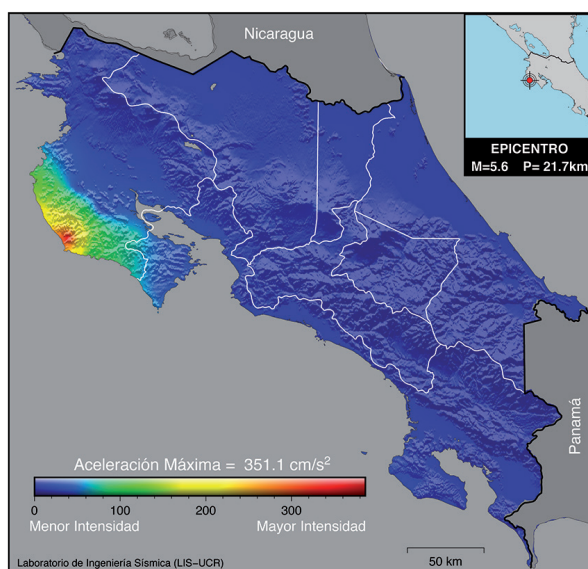 Nicaragua
EPICENTRO
M=5.6 P= 21.7km
Panamá
Aceleración Máxima = 351.1 cm/s²
0 100 200 300
Menor Intensidad Mayor Intensidad
Laboratorio de Ingeniería Sísmica (LIS-UCR)
50 km